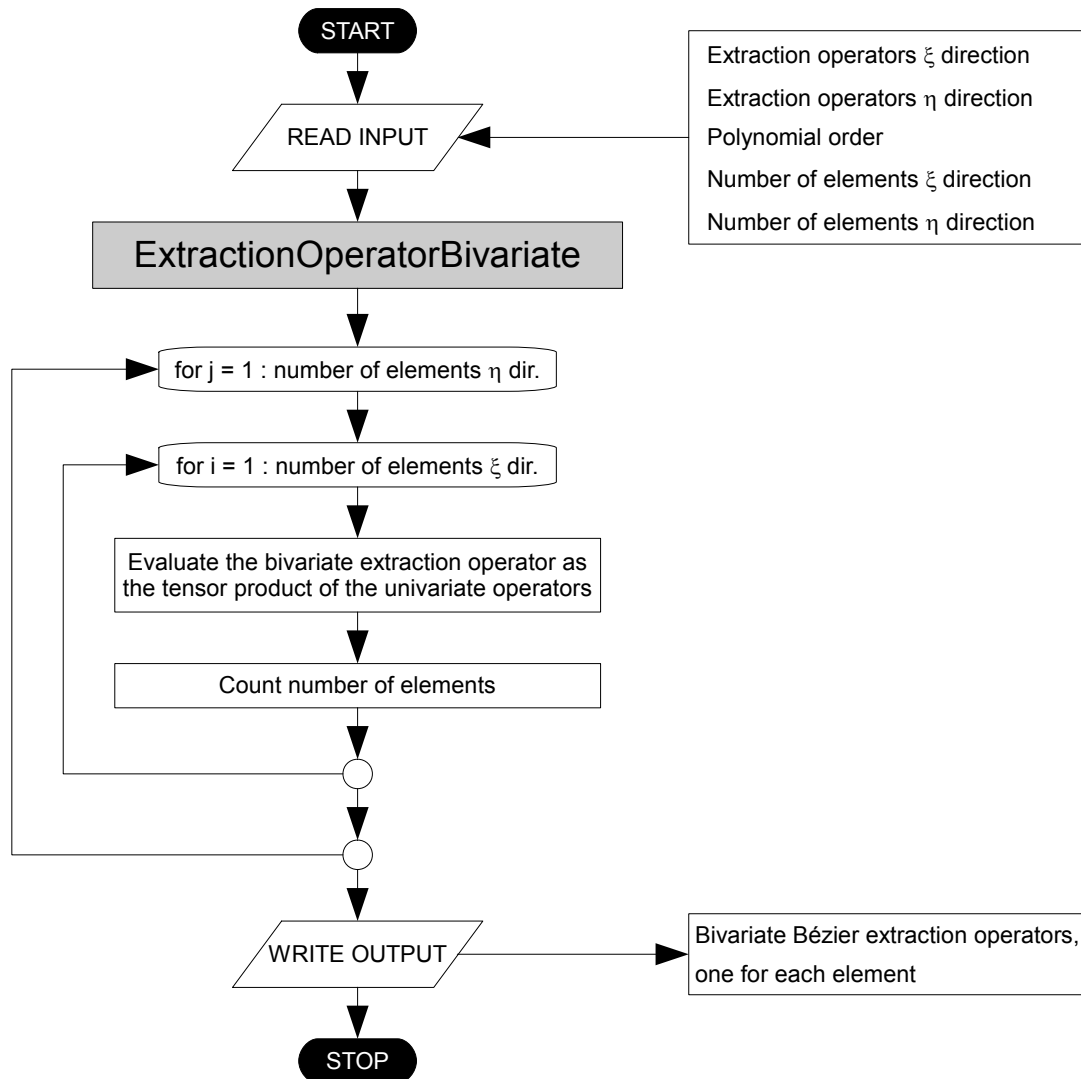 START
Extraction operators ξ direction
Extraction operators η direction
Polynomial order
Number of elements ξ direction
Number of elements η direction
READ INPUT
ExtractionOperatorBivariate
for j = 1 : number of elements η dir.
for i = 1 : number of elements ξ dir.
Evaluate the bivariate extraction operator as
the tensor product of the univariate operators
Count number of elements
WRITE OUTPUT
Bivariate Bézier extraction operators,
one for each element
STOP